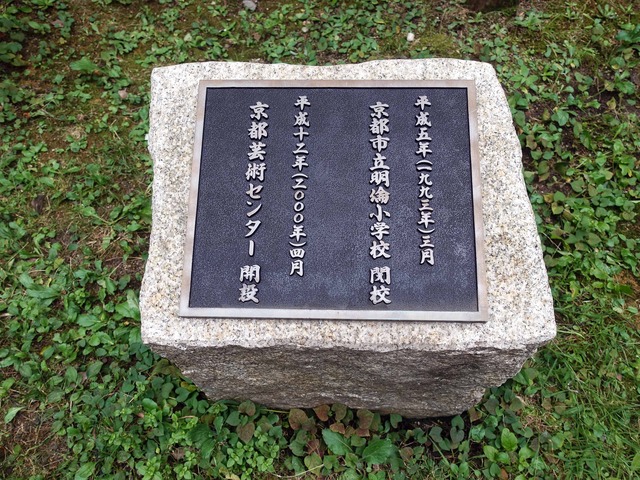 平成五年(一九九三年)三月
京都市立明倫小学校 閉校
平成十二年(二〇〇〇年)四月
京都芸術センター 開設